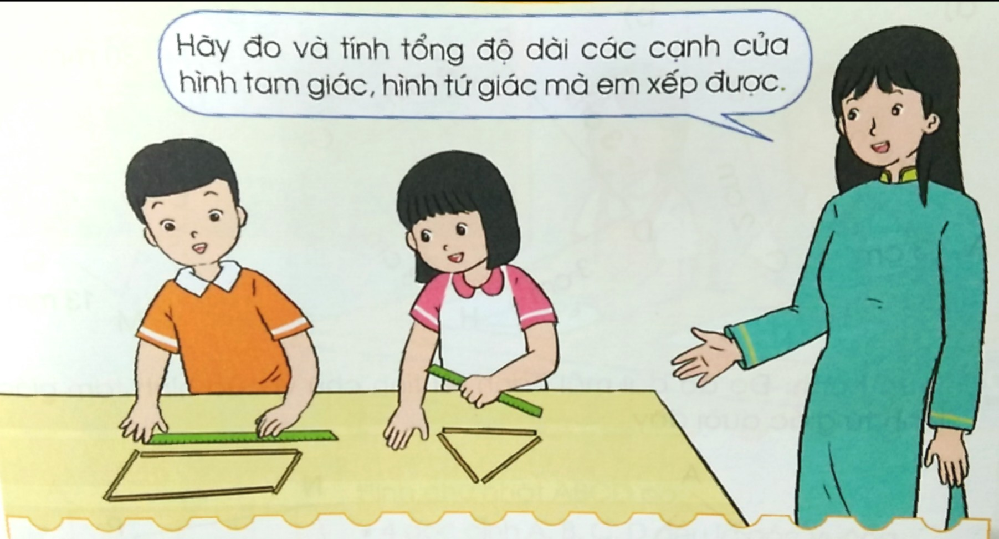 Hãy đo và tính tổng độ dài các cạnh của
hình tam giác, hình tứ giác mà em xếp được.